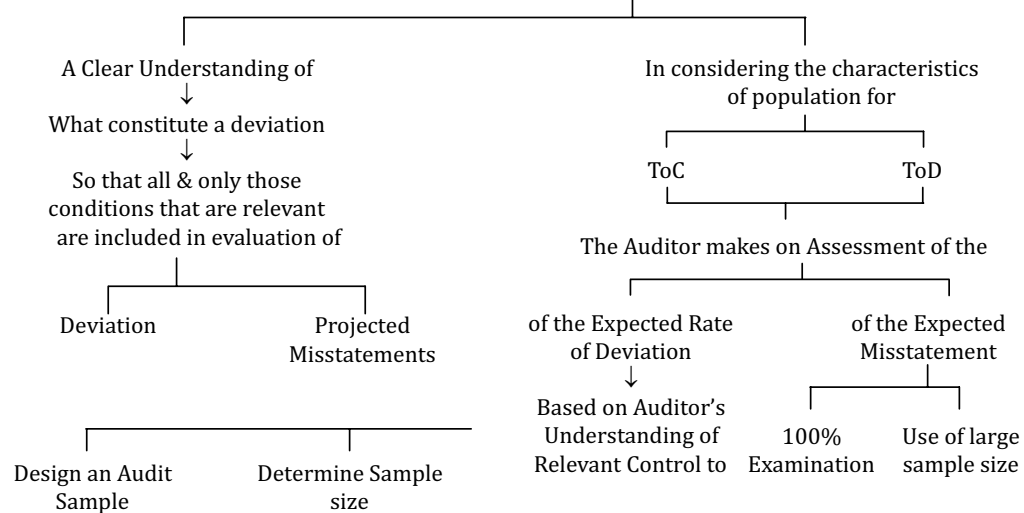 A Clear Understanding of
What constitute a deviation
So that all & only those
conditions that are relevant
are included in evaluation of
Deviation
Projected
Misstatements
In considering the characteristics
of population for
ToC
ToD
The Auditor makes on Assessment of the
of the Expected Rate
of Deviation
Based on Auditor's
Understanding of
Relevant Control to
of the Expected
Misstatement
100%
Examination
Use of large
sample size
Design an Audit
Sample
Determine Sample
size